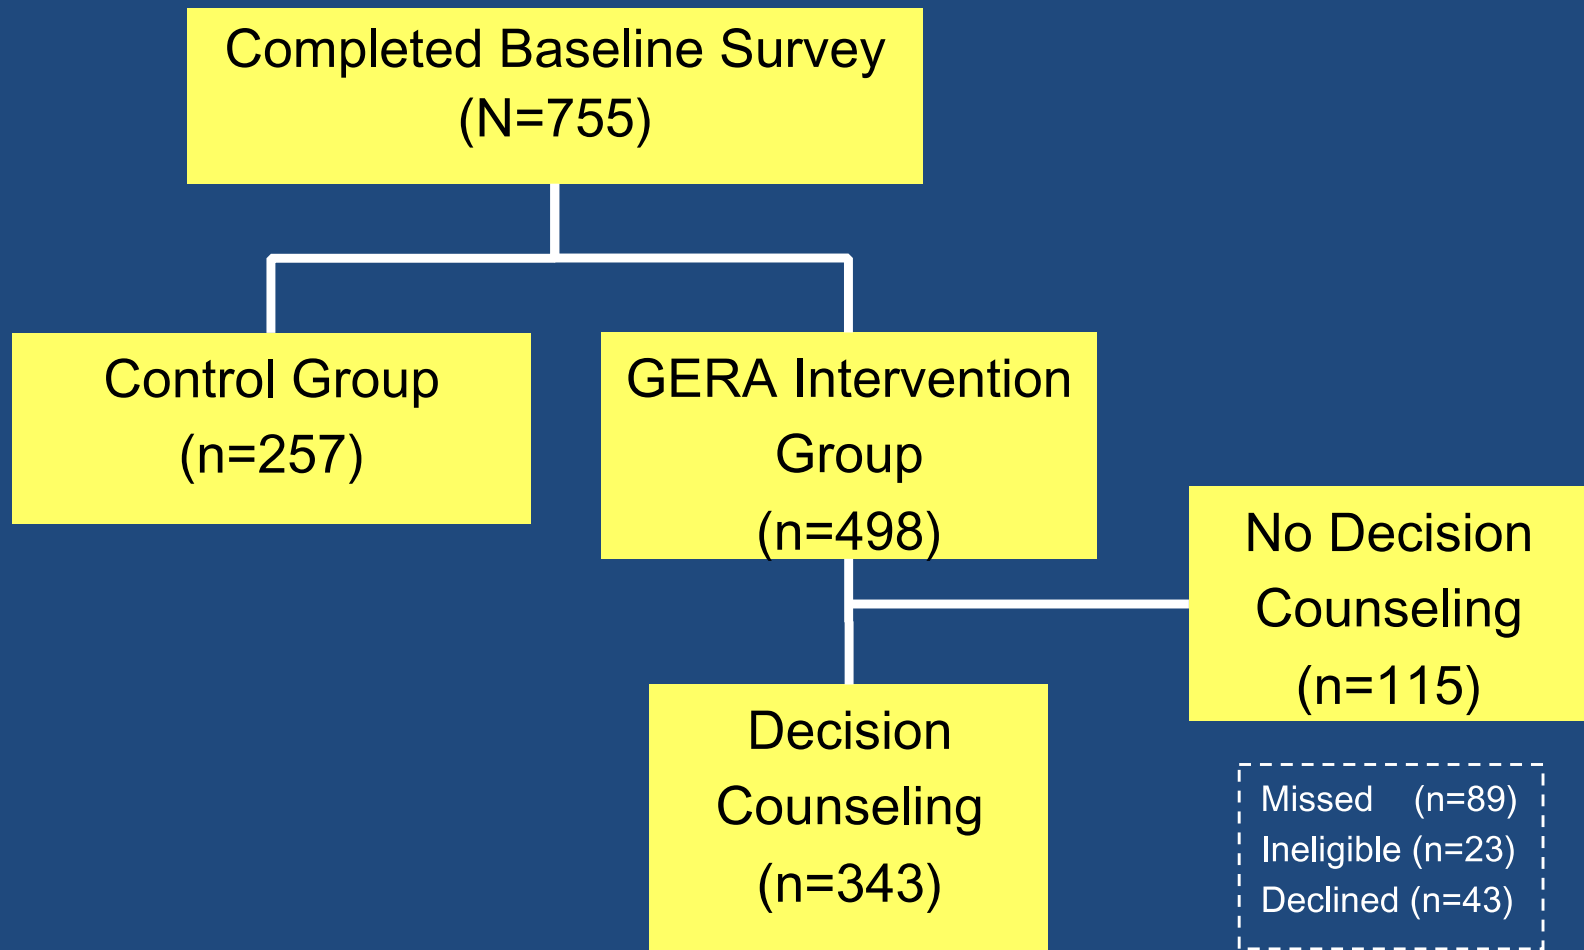 Completed Baseline Survey
(N=755)
Control Group
(n=257)
GERA Intervention
Group
(n=498)
No Decision
Counseling
(n=115)
Decision
Counseling
(n=343)
Missed (n=89)
Ineligible (n=23)
Declined (n=43)